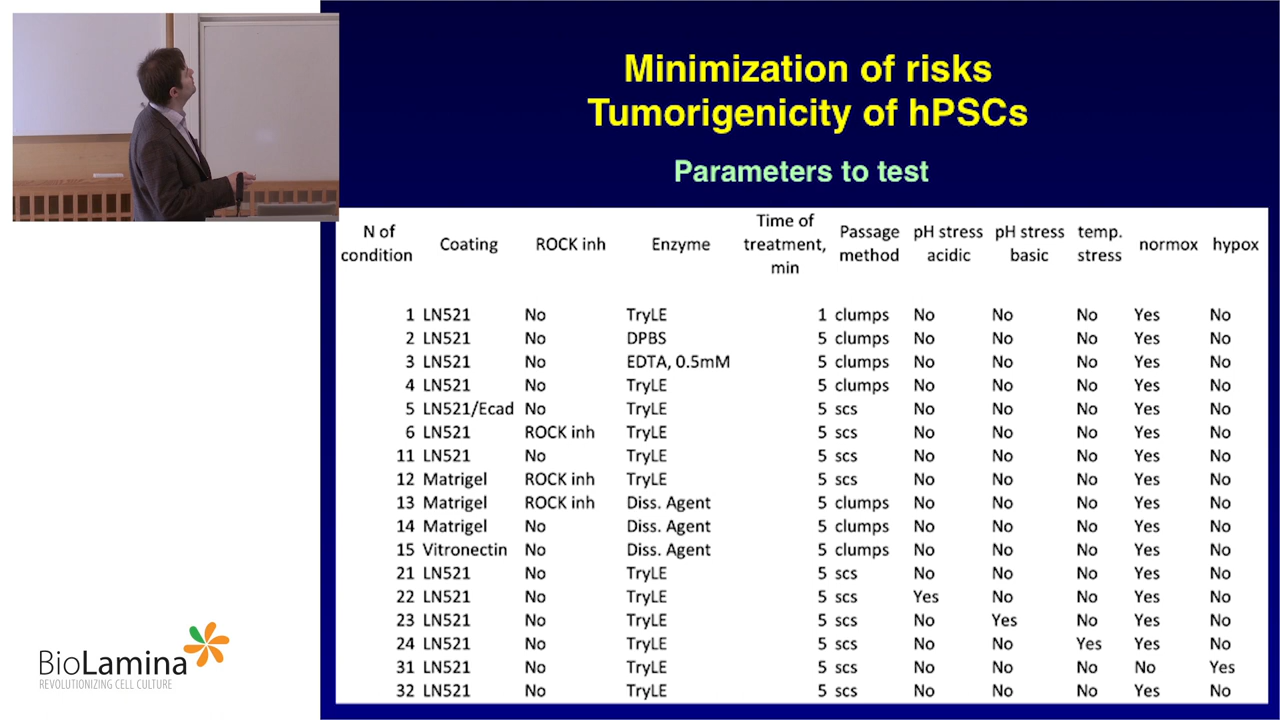 Minimization of risks
Tumorigenicity of hPSCs
Parameters to test
N of condition Coating ROCK inh Enzyme Time of treatment, min Passage method pH stress acidic pH stress basic temp. stress normox hypox
1 LN521 No TryLE 1 clumps No No No Yes No
2 LN521 No DPBS 5 clumps No No No Yes No
3 LN521 No EDTA, 0.5mM 5 clumps No No No Yes No
4 LN521 No TryLE 5 clumps No No No Yes No
5 LN521/Ecad No TryLE 5 scs No No No Yes No
6 LN521 ROCK inh TryLE 5 scs No No No Yes No
11 LN521 No TryLE 5 scs No No No Yes No
12 Matrigel ROCK inh TryLE 5 scs No No No Yes No
13 Matrigel ROCK inh Diss. Agent 5 clumps No No No Yes No
14 Matrigel No Diss. Agent 5 clumps No No No Yes No
15 Vitronectin No Diss. Agent 5 clumps No No No Yes No
21 LN521 No TryLE 5 scs No No No Yes No
22 LN521 No TryLE 5 scs Yes No No Yes No
23 LN521 No TryLE 5 scs No Yes No Yes No
24 LN521 No TryLE 5 scs No No Yes Yes No
31 LN521 No TryLE 5 scs No No No No Yes
32 LN521 No TryLE 5 scs No No No Yes No
BioLamina
REVOLUTIONIZING CELL CULTURE